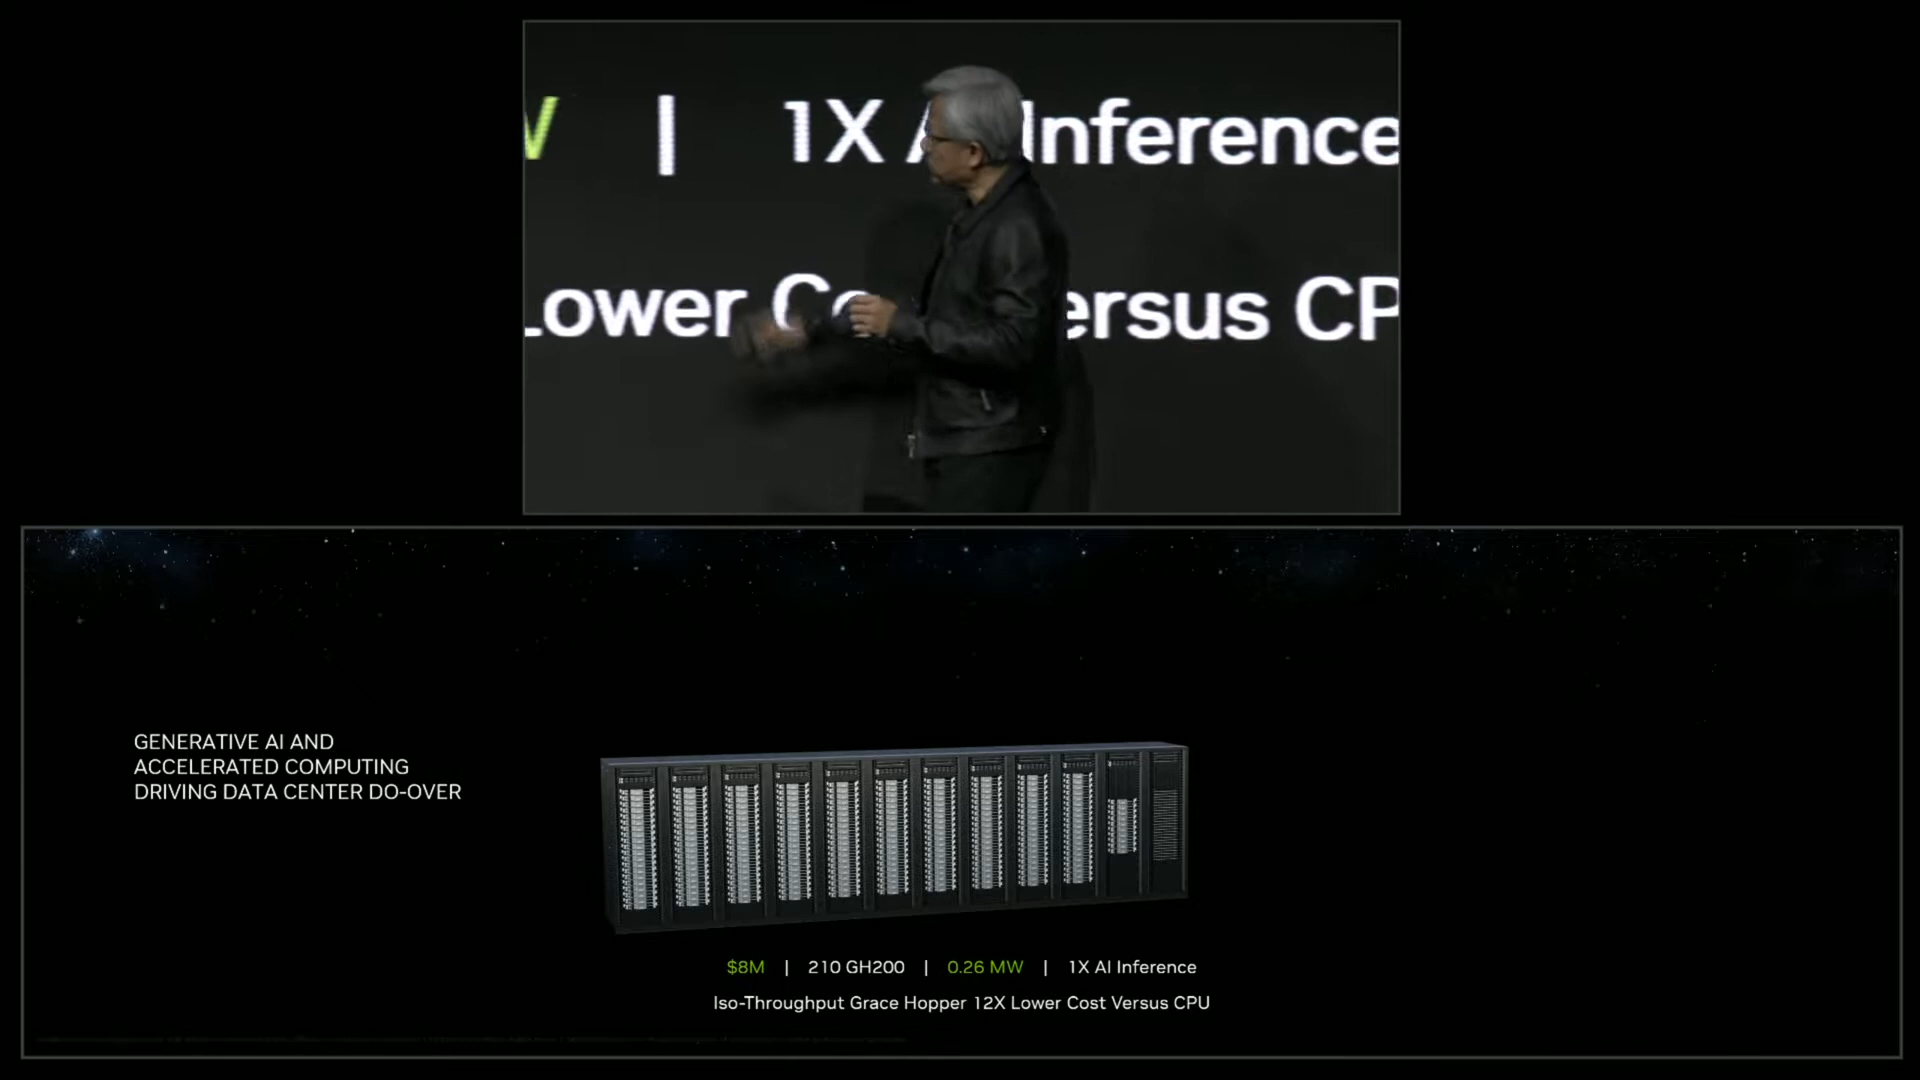 | 1X Inference
Lower ersus
GENERATIVE AI AND
ACCELERATED COMPUTING
DRIVING DATA CENTER DO-OVER
$8M | 210 GH200 | 0.26 MW | 1X AI Inference
Iso-Throughput Grace Hopper 12X Lower Cost Versus CPU